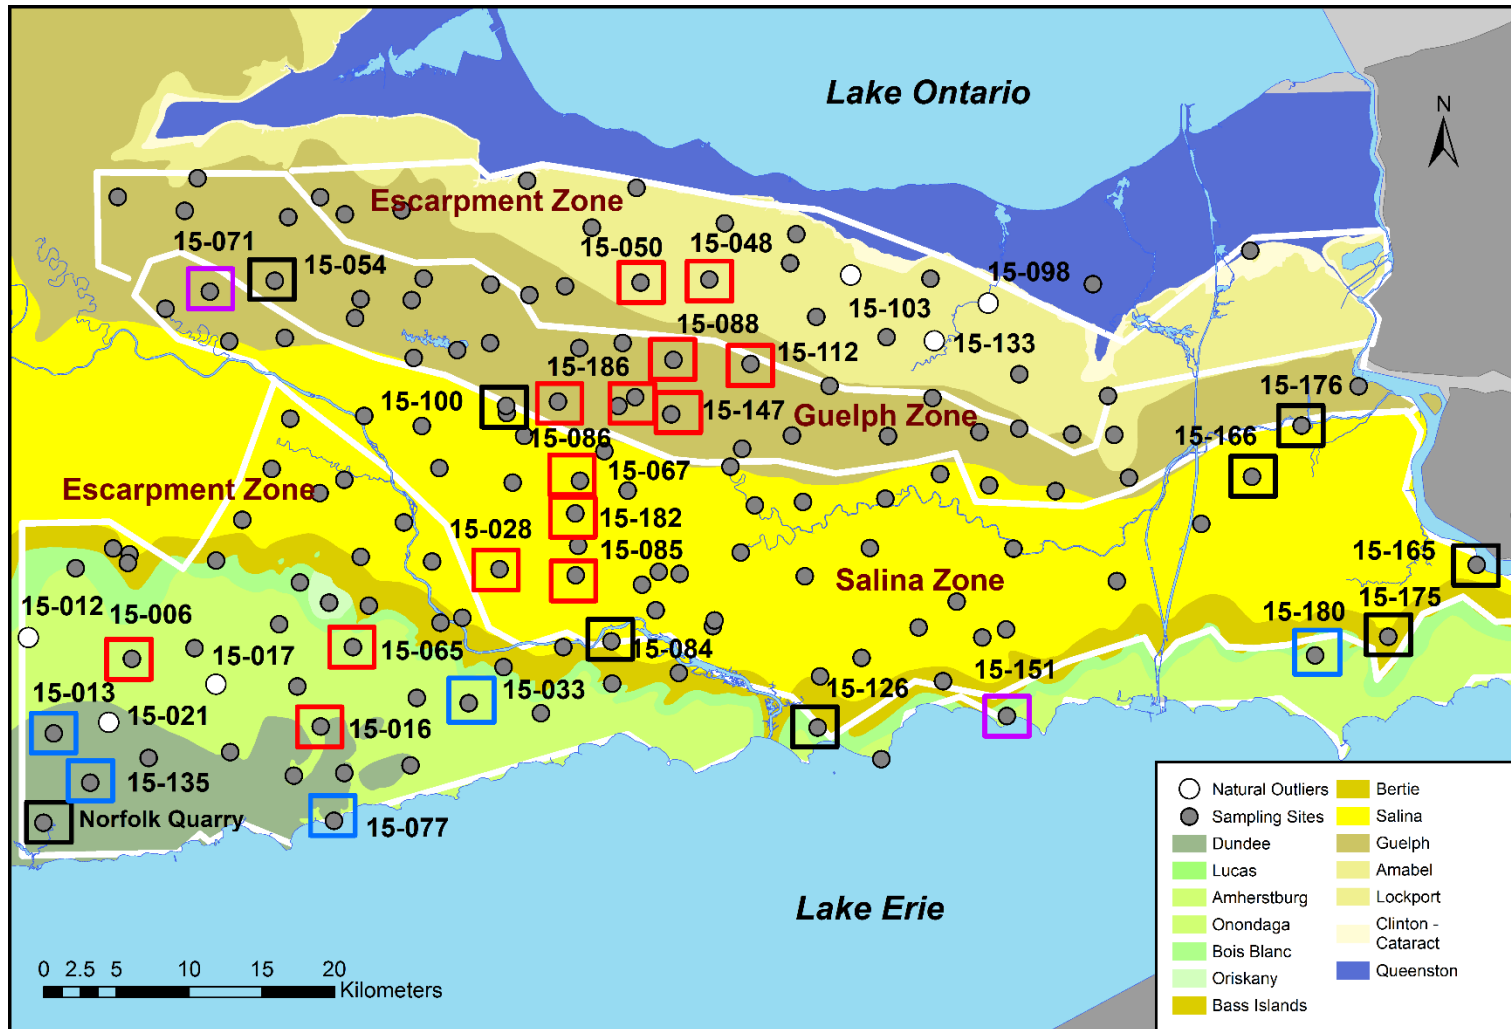 Lake Ontario
N
Escarpment Zone
15-071
15-054
15-050
15-048
15-098
15-103
15-088
15-133
15-112
15-186
15-176
15-100
15-147
Guelph Zone
15-086
15-166
15-067
Escarpment Zone
15-182
15-028
15-085
15-165
Salina Zone
15-012
15-006
15-180
15-175
15-065
15-084
15-017
15-151
15-013
15-033
15-126
15-021
15-016
15-135
Norfolk Quarry
15-077
Lake Erie
0 2.5 5 10 15 20
Kilometers
Natural Outliers
Sampling Sites
Dundee
Lucas
Amherstburg
Onondaga
Bois Blanc
Oriskany
Bass Islands
Bertie
Salina
Guelph
Amabel
Lockport
Clinton -
Cataract
Queenston